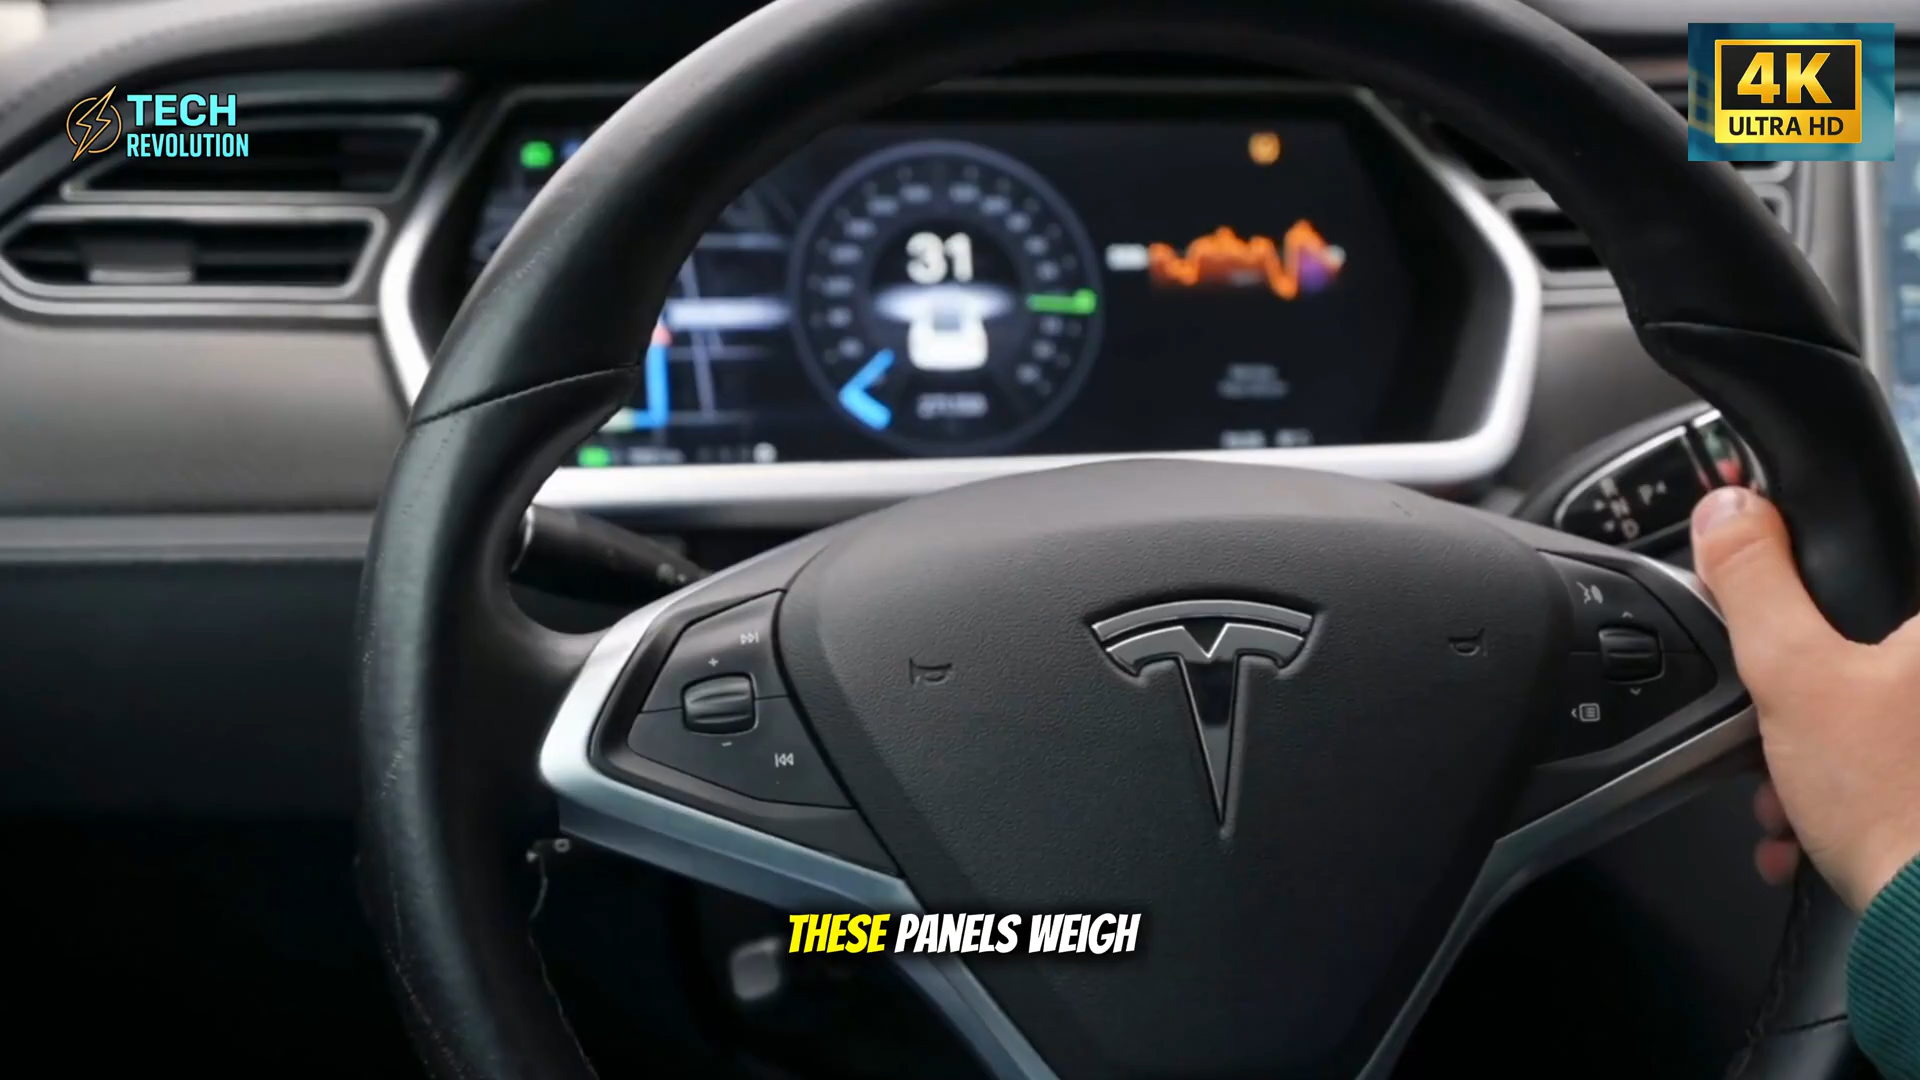 TECH
REVOLUTION
4K
ULTRA HD
31
R
N
D
P
THESE PANELS WEIGH